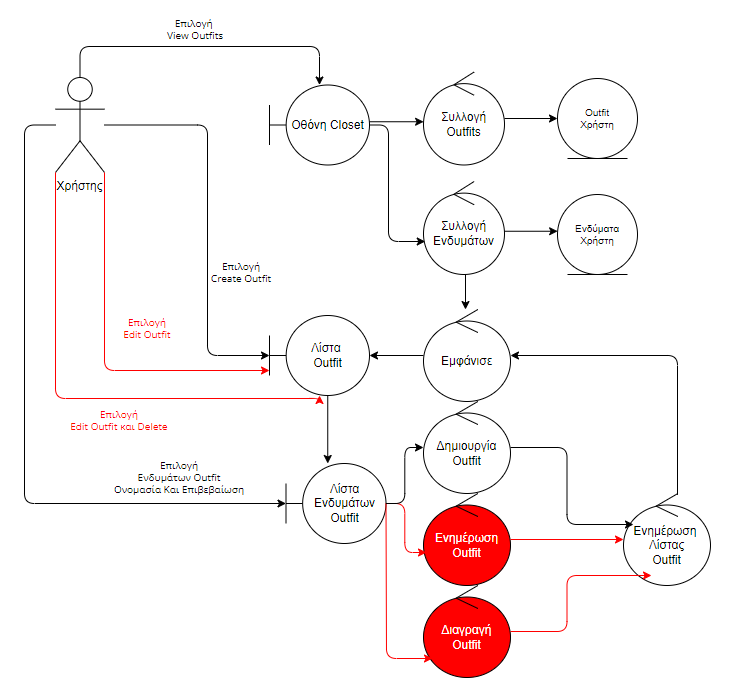 Επιλογή
View Outfits
Οθόνη Closet
Συλλογή
Outfits
Outfit
Χρήστη
Χρήστης
Συλλογή
Ενδυμάτων
Ενδύματα
Χρήστη
Επιλογή
Create Outfit
Επιλογή
Edit Outfit
Λίστα
Outfit
Εμφάνισε
Επιλογή
Edit Outfit και Delete
Δημιουργία
Outfit
Επιλογή
Ενδυμάτων Outfit
Ονομασία Και Επιβεβαίωση
Λίστα
Ενδυμάτων
Outfit
Ενημέρωση
Outfit
Ενημέρωση
Λίστας
Outfit
Διαγραγή
Outfit